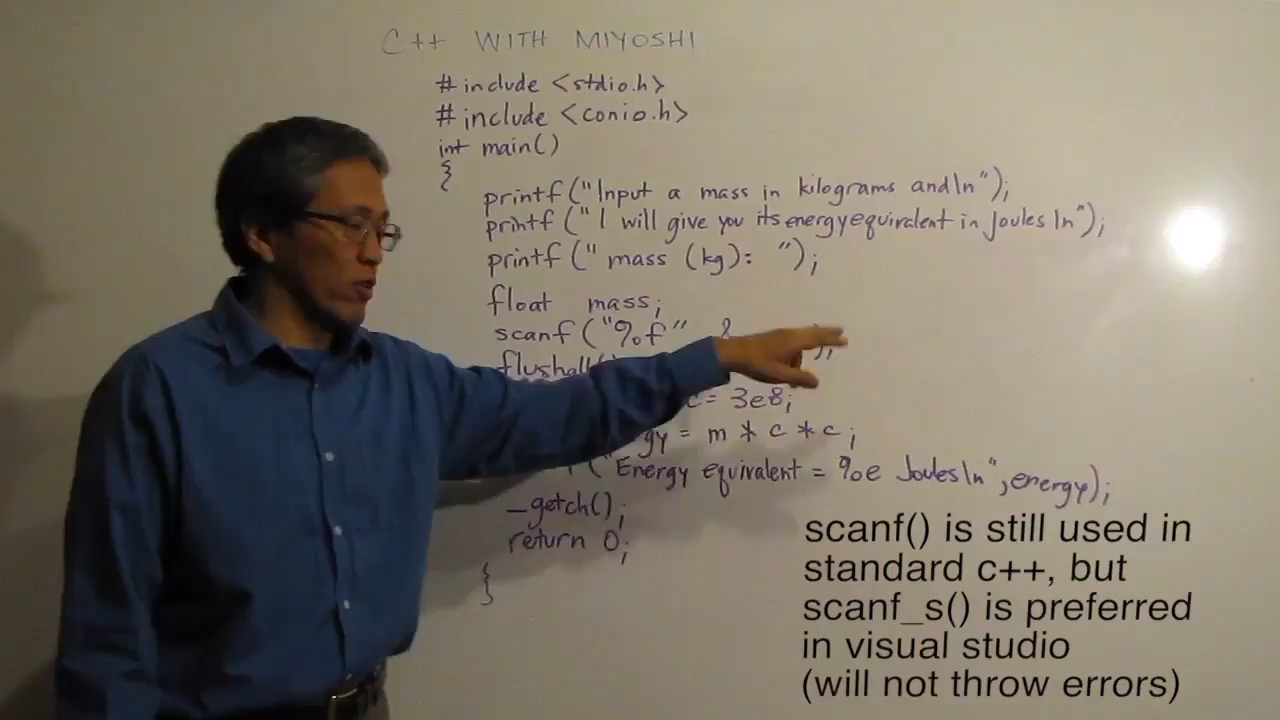 C++ WITH MIYOSHI
#include <stdio.h>
#include <conio.h>
int main()
{
printf("Input a mass in kilograms and\n");
printf("I will give you its energy equivalent in Joules\n");
printf("mass (kg): ");
float mass;
scanf("%f" &
);
flushall()
c = 3e8;
gy = m * c * c;
("Energy equivalent = %e Joules\n", energy);
_getch();
return 0;
}
scanf() is still used in
standard c++, but
scanf_s() is preferred
in visual studio
(will not throw errors)